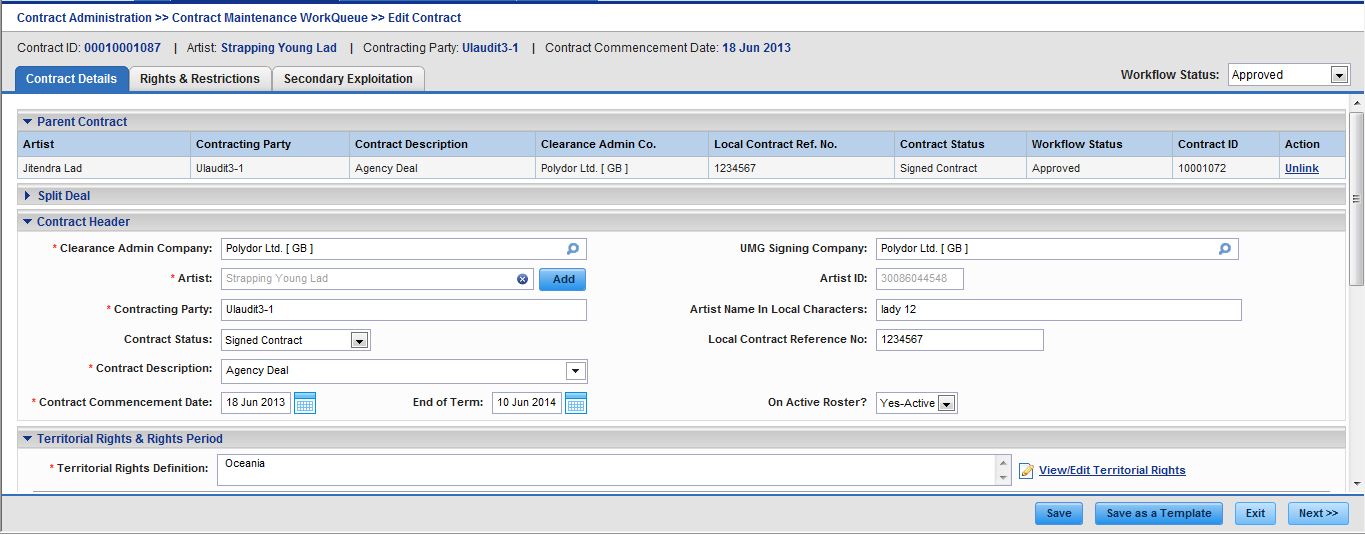 Contract Administration >> Contract Maintenance WorkQueue >> Edit Contract
Contract ID: 00010001087 | Artist: Strapping Young Lad | Contracting Party: Ulaudit3-1 | Contract Commencement Date: 18 Jun 2013
Contract Details Rights & Restrictions Secondary Exploitation Workflow Status: Approved
Parent Contract
Artist Contracting Party Contract Description Clearance Admin Co. Local Contract Ref. No. Contract Status Workflow Status Contract ID Action
Jitendra Lad Ulaudit3-1 Agency Deal Polydor Ltd. [ GB ] 1234567 Signed Contract Approved 10001072 Unlink
Split Deal
Contract Header
* Clearance Admin Company: Polydor Ltd. [ GB ] UMG Signing Company: Polydor Ltd. [ GB ]
* Artist: Strapping Young Lad Add Artist ID: 30086044548
* Contracting Party: Ulaudit3-1 Artist Name In Local Characters: lady 12
Contract Status: Signed Contract Local Contract Reference No: 1234567
* Contract Description: Agency Deal
* Contract Commencement Date: 18 Jun 2013 End of Term: 10 Jun 2014 On Active Roster? Yes-Active
Territorial Rights & Rights Period
* Territorial Rights Definition: Oceania View/Edit Territorial Rights
Save Save as a Template Exit Next >>